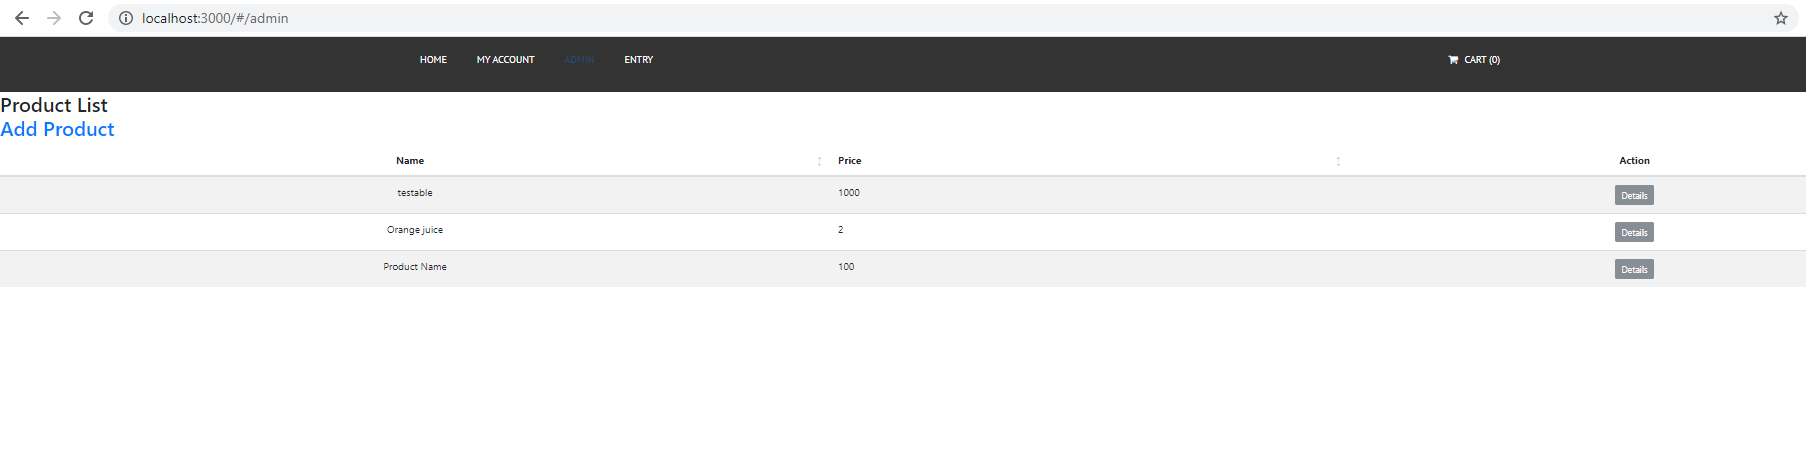 localhost:3000/#/admin
HOME MY ACCOUNT ADMIN ENTRY CART (0)
Product List
Add Product
Name Price Action
testable 1000 Details
Orange juice 2 Details
Product Name 100 Details